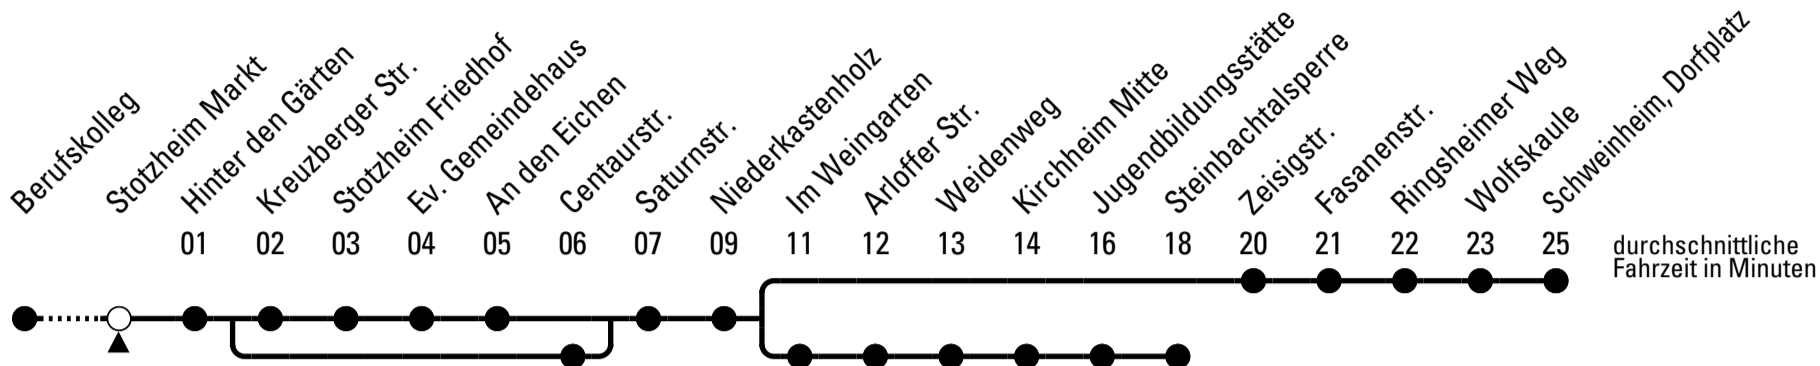 Berufskolleg
Stotzheim Markt
Hinter den Gärten
Kreuzberger Str.
Stotzheim Friedhof
Ev. Gemeindehaus
An den Eichen
Centaurstr.
Saturnstr.
Niederkastenholz
Im Weingarten
Arloffer Str.
Weidenweg
Kirchheim Mitte
Jugendbildungsstätte
Steinbachtalsperre
Zeisigstr.
Fasanenstr.
Ringsheimer Weg
Wolfskaule
Schweinheim, Dorfplatz
01 02 03 04 05 06 07 09 11 12 13 14 16 18 20 21 22 23 25
durchschnittliche
Fahrzeit in Minuten